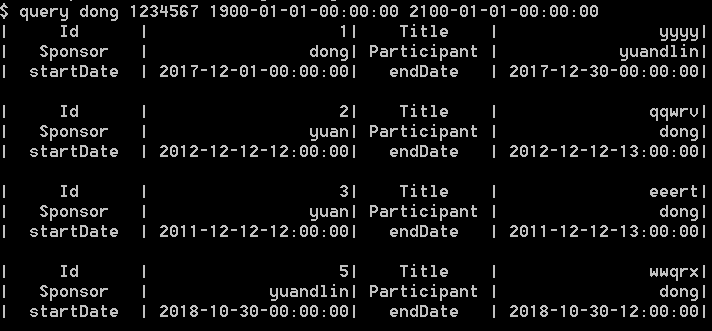 $ query dong 1234567 1900-01-01-00:00:00 2100-01-01-00:00:00
| Id | 1| Title | yyyy|
| Sponsor | dong| Participant | yuandlin|
| startDate | 2017-12-01-00:00:00| endDate | 2017-12-30-00:00:00|
| Id | 2| Title | qqwrv|
| Sponsor | yuan| Participant | dong|
| startDate | 2012-12-12-12:00:00| endDate | 2012-12-12-13:00:00|
| Id | 3| Title | eeert|
| Sponsor | yuan| Participant | dong|
| startDate | 2011-12-12-12:00:00| endDate | 2011-12-12-13:00:00|
| Id | 5| Title | wwqrx|
| Sponsor | yuandlin| Participant | dong|
| startDate | 2018-10-30-00:00:00| endDate | 2018-10-30-12:00:00|